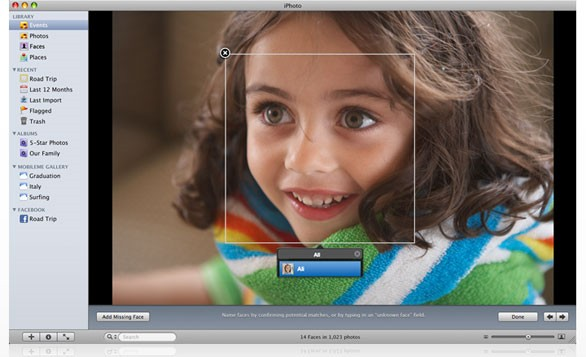 iPhoto
LIBRARY
Events
Photos
Faces
Places
RECENT
Road Trip
Last 12 Months
Last Import
Flagged
Trash
ALBUMS
5-Star Photos
Our Family
MOBILEME GALLERY
Graduation
Italy
Surfing
FACEBOOK
Road Trip
Ali
Ali
Add Missing Face
Name faces by confirming potential matches, or by typing in an "unknown face" field.
Done
Search
14 Faces in 1,021 photos